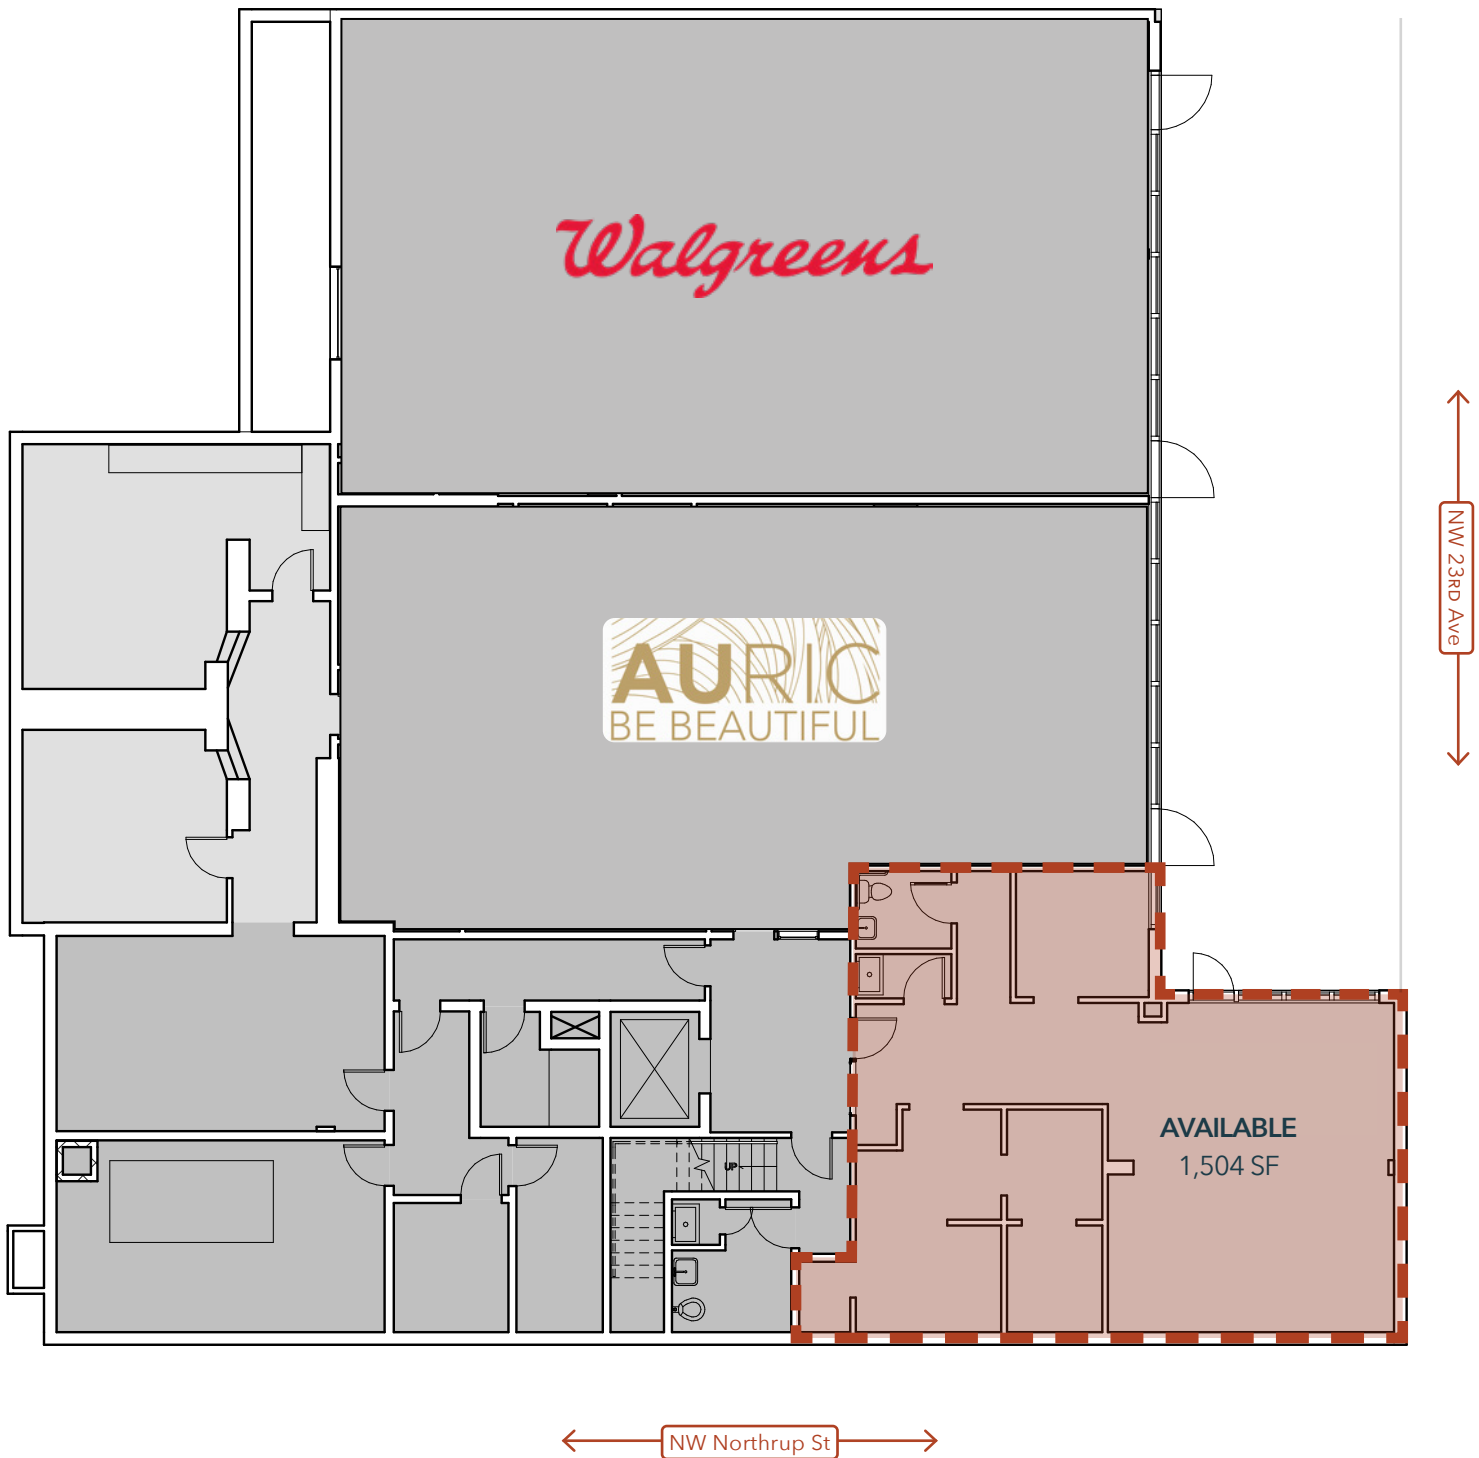 Walgreens
NW 23RD Ave
AURIC
BE BEAUTIFUL
AVAILABLE
1,504 SF
UP
NW Northrup St